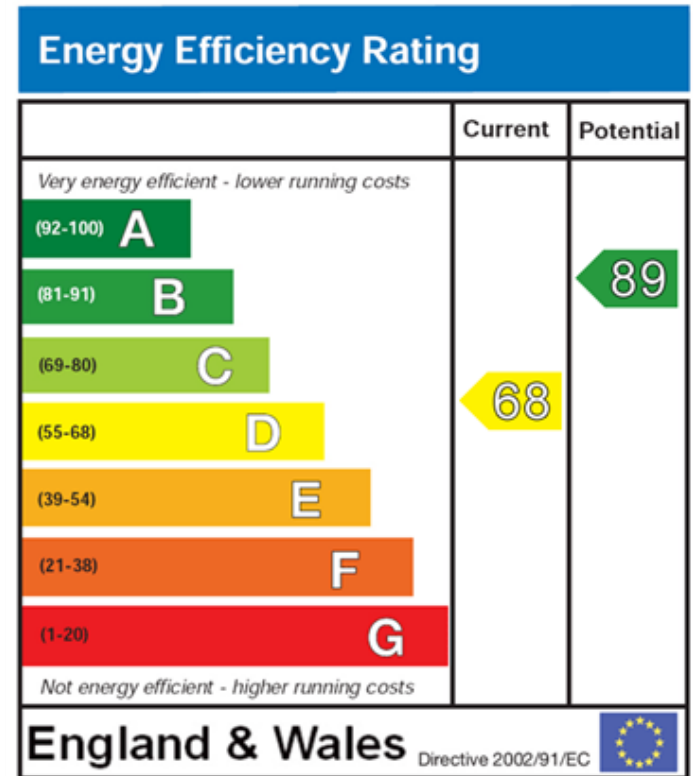 Energy Efficiency Rating
Current Potential
Very energy efficient - lower running costs
(92-100) A
(81-91) B
89
(69-80) C
68
(55-68) D
(39-54) E
(21-38) F
(1-20) G
Not energy efficient - higher running costs
England & Wales Directive 2002/91/EC